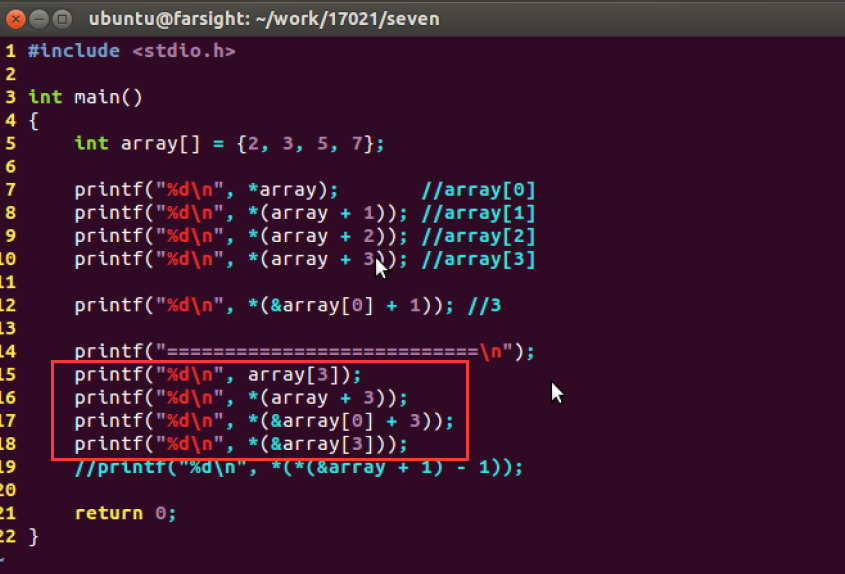 ubuntu@farsight: ~/work/17021/seven
1 #include <stdio.h>
2
3 int main()
4 {
5     int array[] = {2, 3, 5, 7};
6
7     printf("%d\n", *array);       //array[0]
8     printf("%d\n", *(array + 1)); //array[1]
9     printf("%d\n", *(array + 2)); //array[2]
10     printf("%d\n", *(array + 3)); //array[3]
11
12     printf("%d\n", *(&array[0] + 1)); //3
13
14     printf("===========================\n");
15     printf("%d\n", array[3]);
16     printf("%d\n", *(array + 3));
17     printf("%d\n", *(&array[0] + 3));
18     printf("%d\n", *(&array[3]));
19     //printf("%d\n", *(*(&array + 1) - 1));
20
21     return 0;
22 }
~